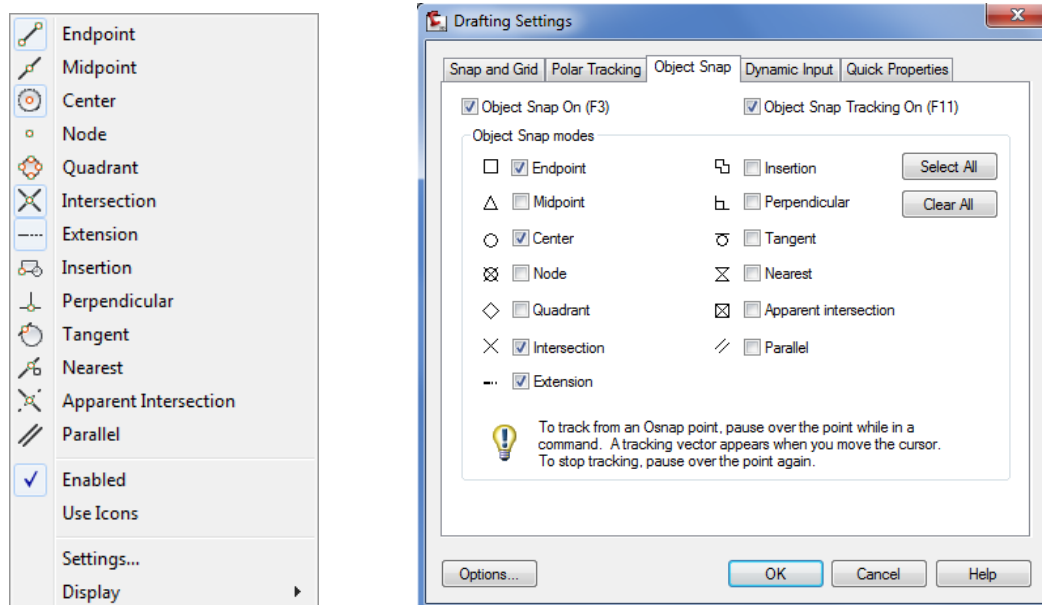 Endpoint
Midpoint
Center
Node
Quadrant
Intersection
Extension
Insertion
Perpendicular
Tangent
Nearest
Apparent Intersection
Parallel
Enabled
Use Icons
Settings...
Display
Drafting Settings
Snap and Grid Polar Tracking Object Snap Dynamic Input Quick Properties
Object Snap On (F3) Object Snap Tracking On (F11)
Object Snap modes
Endpoint Insertion Select All
Midpoint Perpendicular Clear All
Center Tangent
Node Nearest
Quadrant Apparent intersection
Intersection Parallel
Extension
To track from an Osnap point, pause over the point while in a
command. A tracking vector appears when you move the cursor.
To stop tracking, pause over the point again.
Options... OK Cancel Help